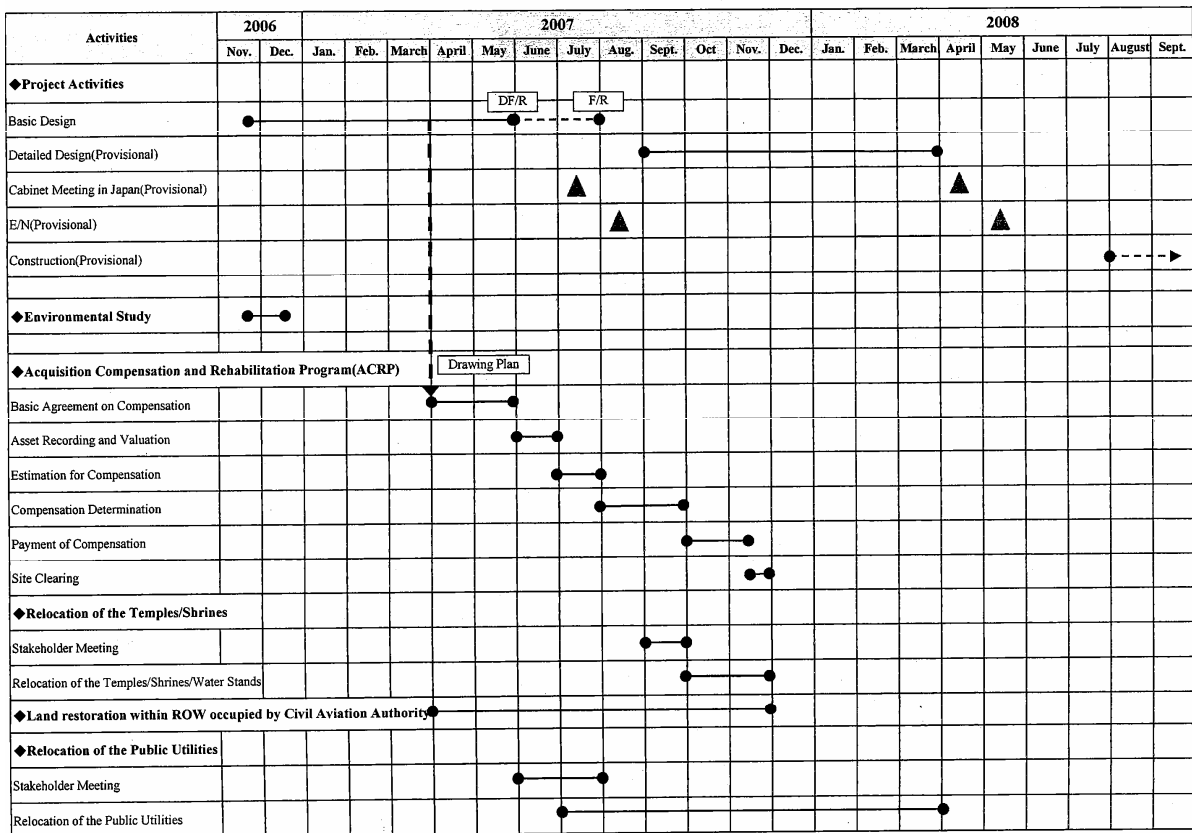 Activities 2006 2007 2008
Nov. Dec. Jan. Feb. March April May June July Aug. Sept. Oct Nov. Dec. Jan. Feb. March April May June July August Sept.
◆Project Activities
DF/R F/R
Basic Design
Detailed Design(Provisional)
Cabinet Meeting in Japan(Provisional)
E/N(Provisional)
Construction(Provisional)
◆Environmental Study
◆Acquisition Compensation and Rehabilitation Program(ACRP) Drawing Plan
Basic Agreement on Compensation
Asset Recording and Valuation
Estimation for Compensation
Compensation Determination
Payment of Compensation
Site Clearing
◆Relocation of the Temples/Shrines
Stakeholder Meeting
Relocation of the Temples/Shrines/Water Stands
◆Land restoration within ROW occupied by Civil Aviation Authority
◆Relocation of the Public Utilities
Stakeholder Meeting
Relocation of the Public Utilities